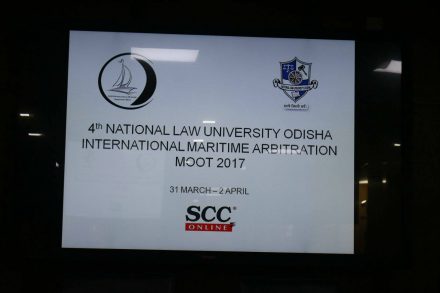 4th NATIONAL LAW UNIVERSITY ODISHA
INTERNATIONAL MARITIME ARBITRATION
MOOT 2017
31 MARCH – 2 APRIL
SCC®
ONLINE